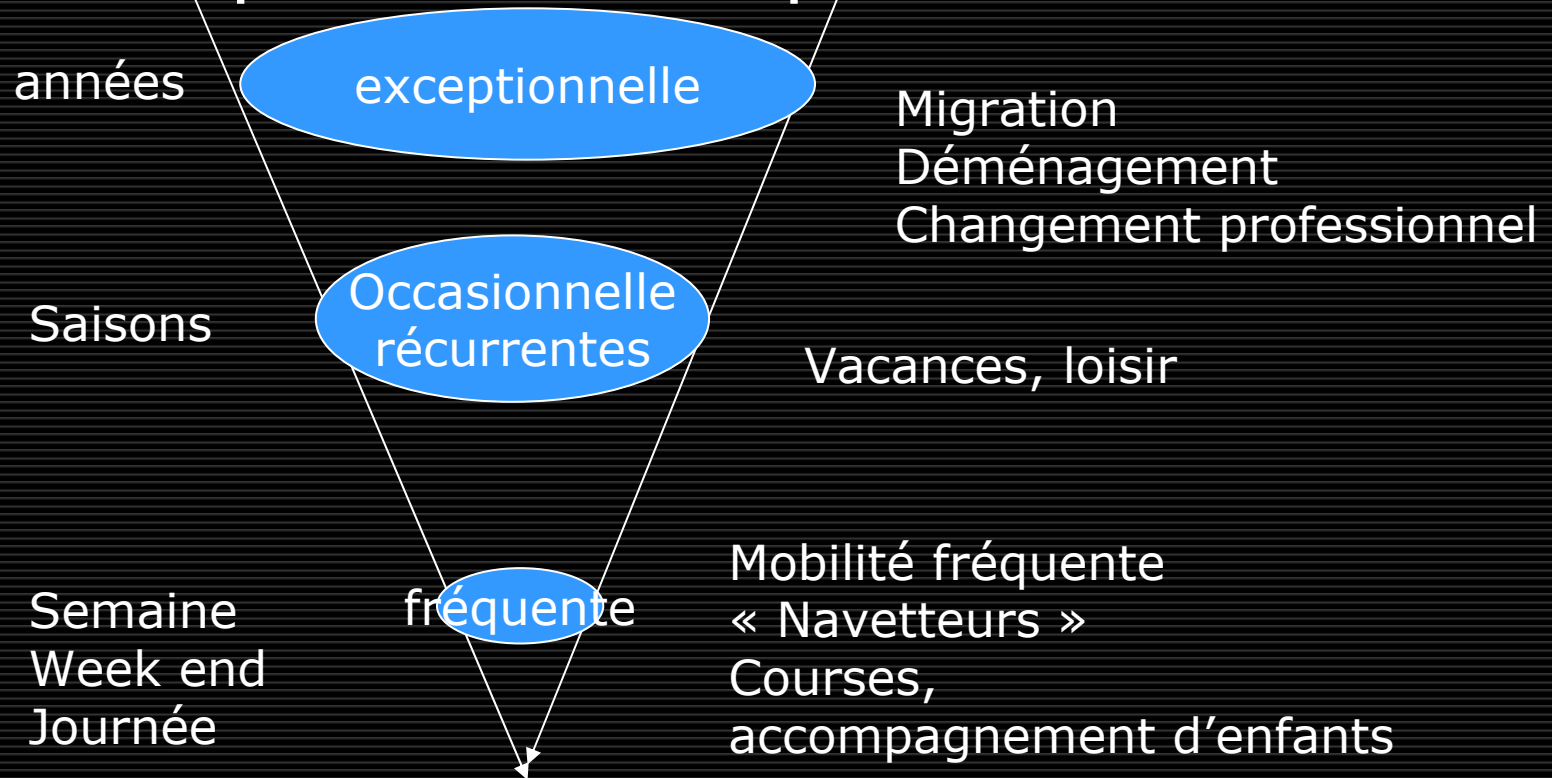 années
exceptionnelle
Migration
Déménagement
Changement professionnel
Saisons
Occasionnelle
récurrentes
Vacances, loisir
Semaine
Week end
Journée
fréquente
Mobilité fréquente
« Navetteurs »
Courses,
accompagnement d’enfants